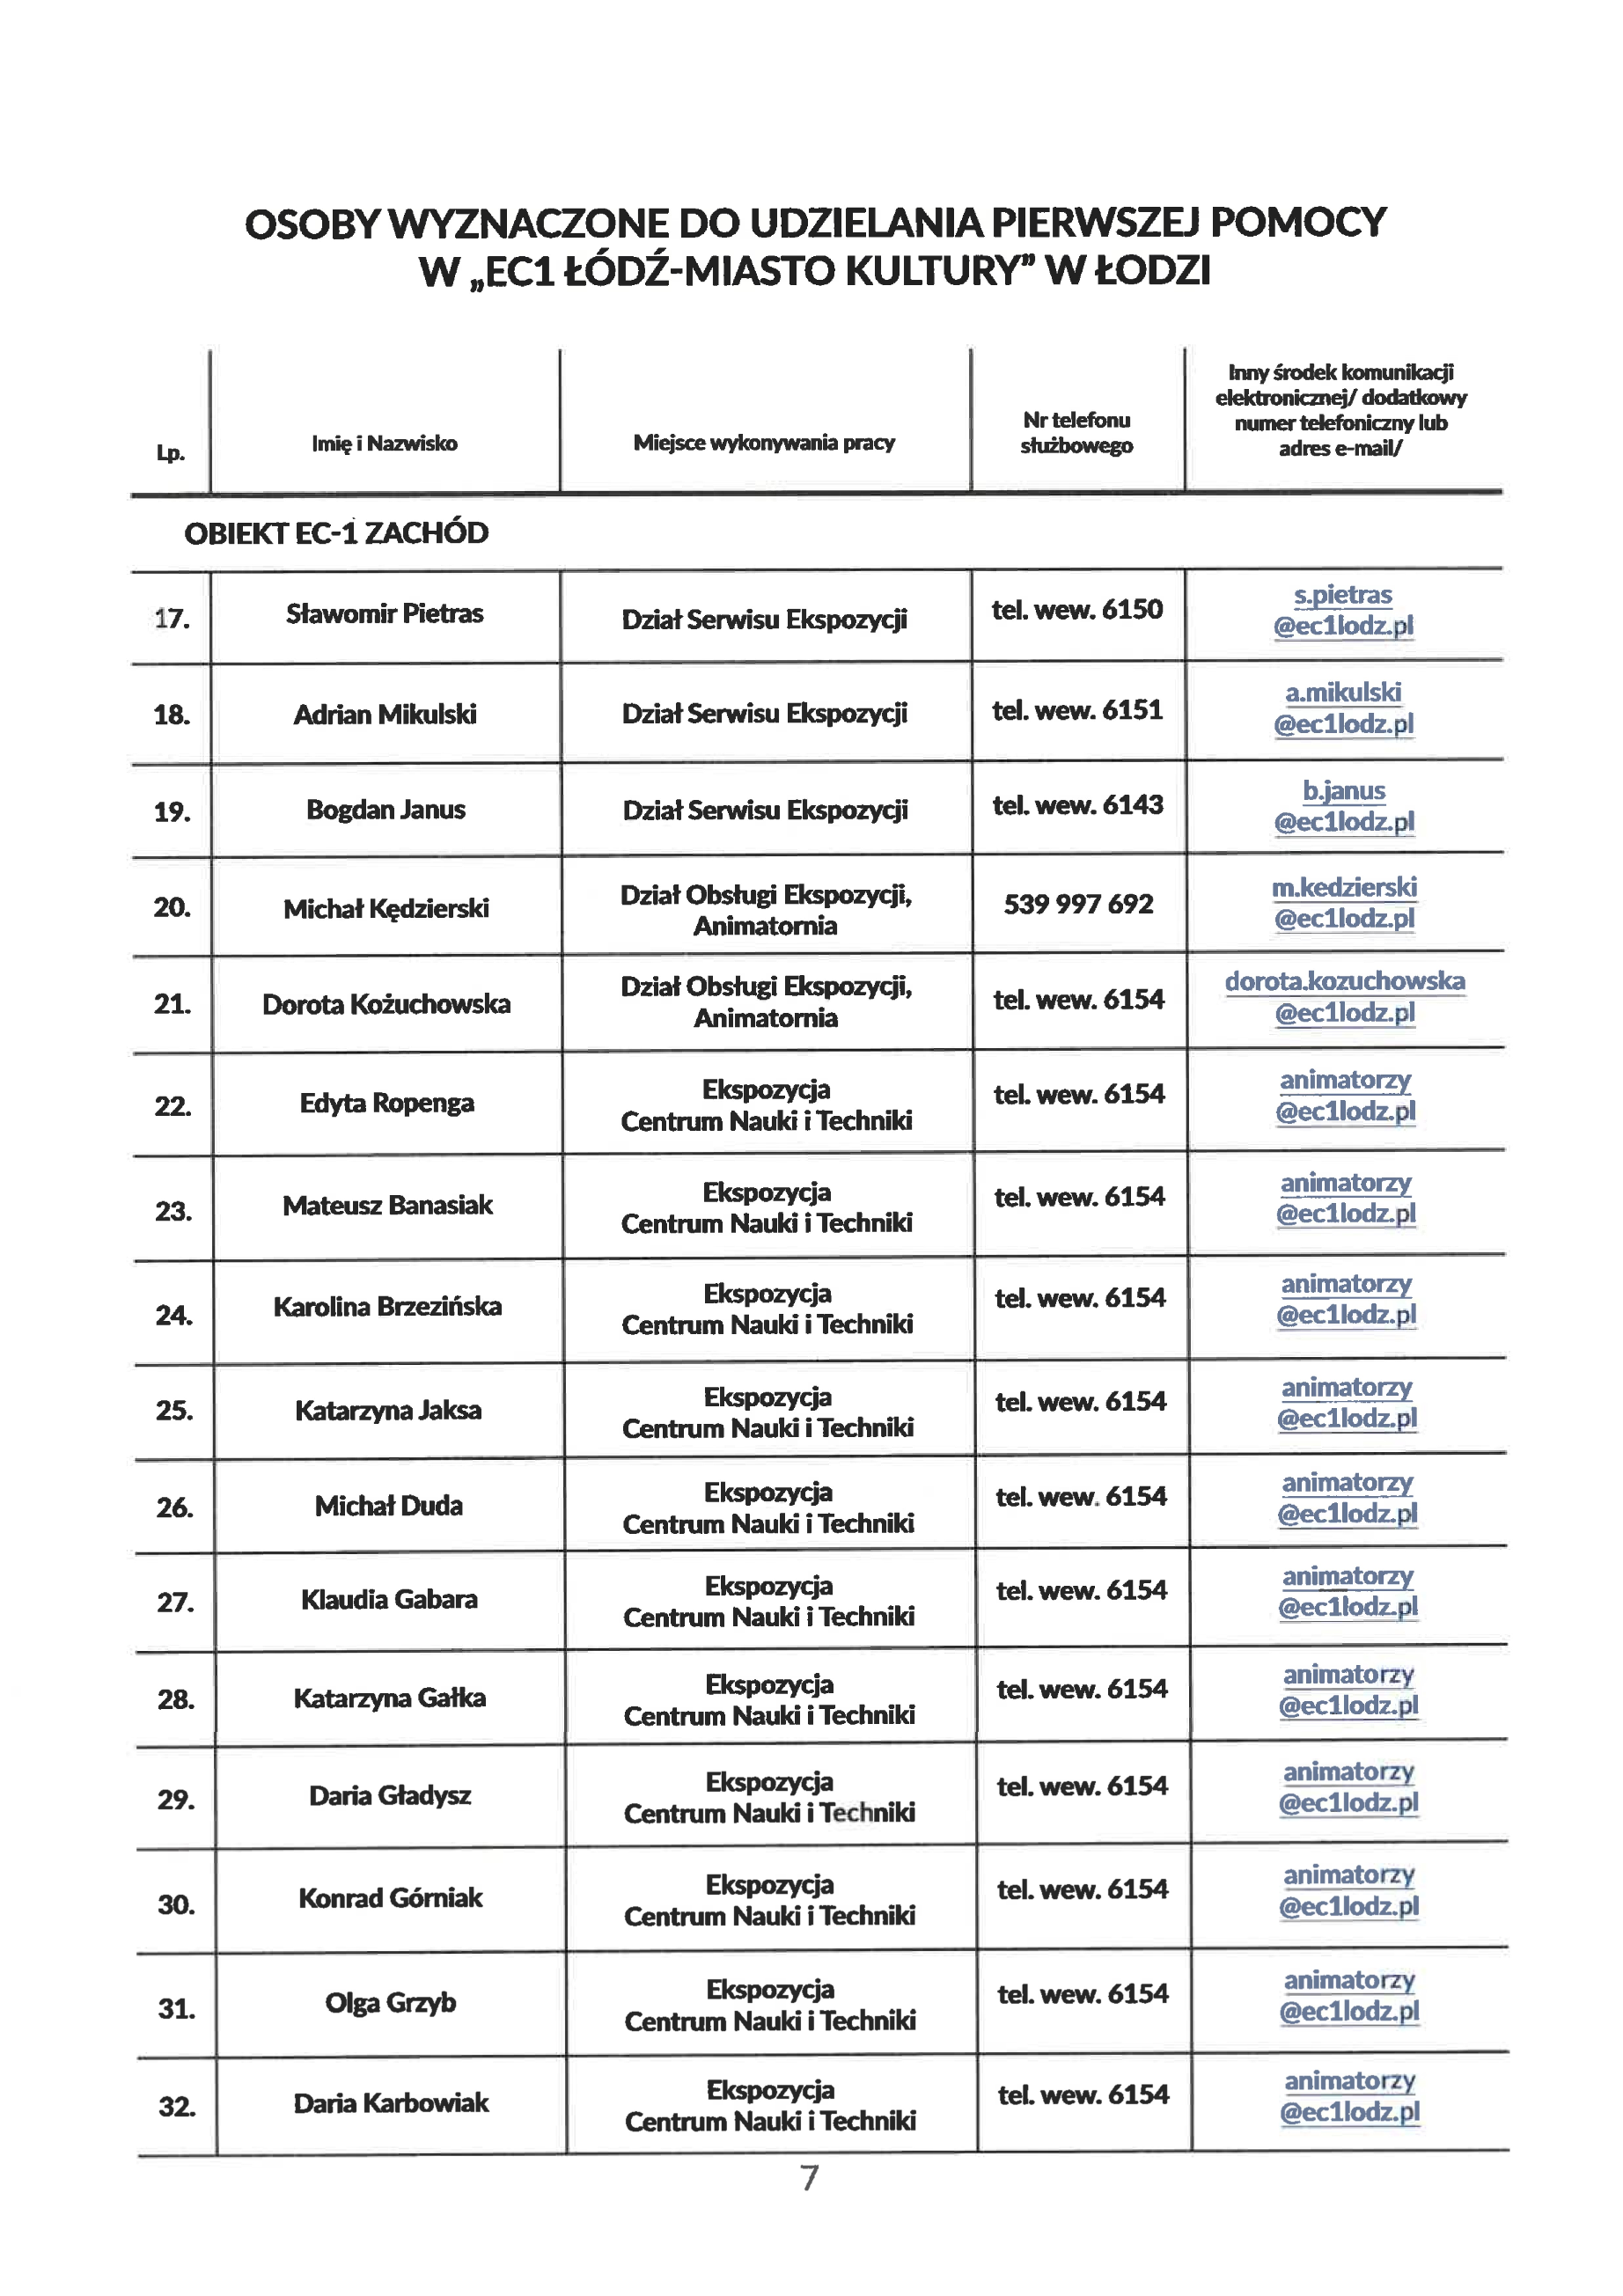 OSOBY WYZNACZONE DO UDZIELANIA PIERWSZEJ POMOCY
W „EC1 ŁÓDŹ-MIASTO KULTURY” W ŁODZI
Lp.
Imię i Nazwisko
Miejsce wykonywania pracy
Nr telefonu
służbowego
Inny środek komunikacji
elektronicznej/ dodatkowy
numer telefoniczny lub
adres e-mail/
OBIEKT EC-1 ZACHÓD
17.
Sławomir Pietras
Dział Serwisu Ekspozycji
tel. wew. 6150
s.pietras
@ec1lodz.pl
18.
Adrian Mikulski
Dział Serwisu Ekspozycji
tel. wew. 6151
a.mikulski
@ec1lodz.pl
19.
Bogdan Janus
Dział Serwisu Ekspozycji
tel. wew. 6143
b.janus
@ec1lodz.pl
20.
Michał Kędzierski
Dział Obsługi Ekspozycji,
Animatornia
539 997 692
m.kedzierski
@ec1lodz.pl
21.
Dorota Kożuchowska
Dział Obsługi Ekspozycji,
Animatornia
tel. wew. 6154
dorota.kozuchowska
@ec1lodz.pl
22.
Edyta Ropenga
Ekspozycja
Centrum Nauki i Techniki
tel. wew. 6154
animatorzy
@ec1lodz.pl
23.
Mateusz Banasiak
Ekspozycja
Centrum Nauki i Techniki
tel. wew. 6154
animatorzy
@ec1lodz.pl
24.
Karolina Brzezińska
Ekspozycja
Centrum Nauki i Techniki
tel. wew. 6154
animatorzy
@ec1lodz.pl
25.
Katarzyna Jaksa
Ekspozycja
Centrum Nauki i Techniki
tel. wew. 6154
animatorzy
@ec1lodz.pl
26.
Michał Duda
Ekspozycja
Centrum Nauki i Techniki
tel. wew. 6154
animatorzy
@ec1lodz.pl
27.
Klaudia Gabara
Ekspozycja
Centrum Nauki i Techniki
tel. wew. 6154
animatorzy
@ec1lodz.pl
28.
Katarzyna Gałka
Ekspozycja
Centrum Nauki i Techniki
tel. wew. 6154
animatorzy
@ec1lodz.pl
29.
Daria Gładysz
Ekspozycja
Centrum Nauki i Techniki
tel. wew. 6154
animatorzy
@ec1lodz.pl
30.
Konrad Górniak
Ekspozycja
Centrum Nauki i Techniki
tel. wew. 6154
animatorzy
@ec1lodz.pl
31.
Olga Grzyb
Ekspozycja
Centrum Nauki i Techniki
tel. wew. 6154
animatorzy
@ec1lodz.pl
32.
Daria Karbowiak
Ekspozycja
Centrum Nauki i Techniki
tel. wew. 6154
animatorzy
@ec1lodz.pl
7